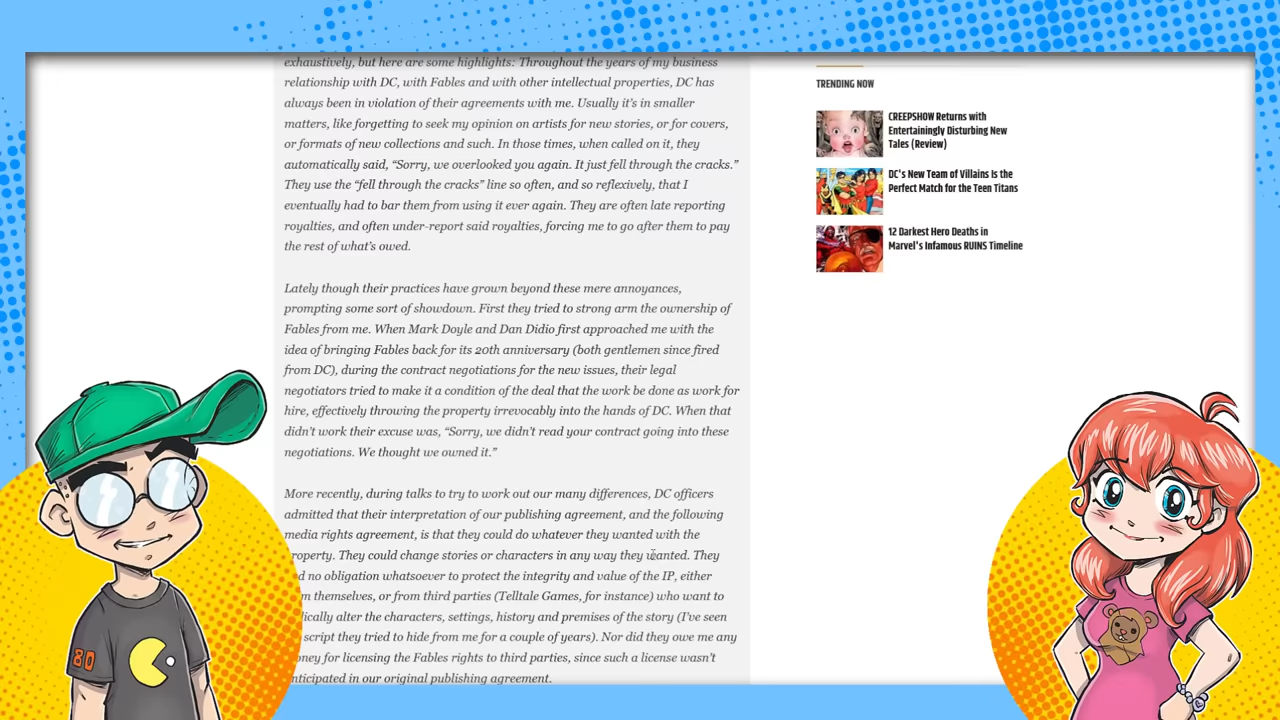 exhaustively, but here are some highlights: Throughout the years of my business
relationship with DC, with Fables and with other intellectual properties, DC has
always been in violation of their agreements with me. Usually it's in smaller
matters, like forgetting to seek my opinion on artists for new stories, or for covers,
or formats of new collections and such. In those times, when called on it, they
automatically said, “Sorry, we overlooked you again. It just fell through the cracks.”
They use the “fell through the cracks” line so often, and so reflexively, that I
eventually had to bar them from using it ever again. They are often late reporting
royalties, and often under-report said royalties, forcing me to go after them to pay
the rest of what's owed.
Lately though their practices have grown beyond these mere annoyances,
prompting some sort of showdown. First they tried to strong arm the ownership of
Fables from me. When Mark Doyle and Dan Didio first approached me with the
idea of bringing Fables back for its 20th anniversary (both gentlemen since fired
from DC), during the contract negotiations for the new issues, their legal
negotiators tried to make it a condition of the deal that the work be done as work for
hire, effectively throwing the property irrevocably into the hands of DC. When that
didn't work their excuse was, “Sorry, we didn't read your contract going into these
negotiations. We thought we owned it.”
More recently, during talks to try to work out our many differences, DC officers
admitted that their interpretation of our publishing agreement, and the following
media rights agreement, is that they could do whatever they wanted with the
property. They could change stories or characters in any way they wanted. They
no obligation whatsoever to protect the integrity and value of the IP, either
themselves, or from third parties (Telltale Games, for instance) who want to
alter the characters, settings, history and premises of the story (I've seen
script they tried to hide from me for a couple of years). Nor did they owe me any
money for licensing the Fables rights to third parties, since such a license wasn't
anticipated in our original publishing agreement.
TRENDING NOW
CREEPSHOW Returns with
Entertainingly Disturbing New
Tales (Review)
DC's New Team of Villains Is the
Perfect Match for the Teen Titans
12 Darkest Hero Deaths in
Marvel's Infamous RUINS Timeline
80